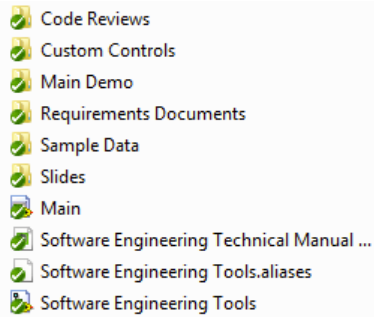 Code Reviews
Custom Controls
Main Demo
Requirements Documents
Sample Data
Slides
Main
Software Engineering Technical Manual ...
Software Engineering Tools.aliases
Software Engineering Tools